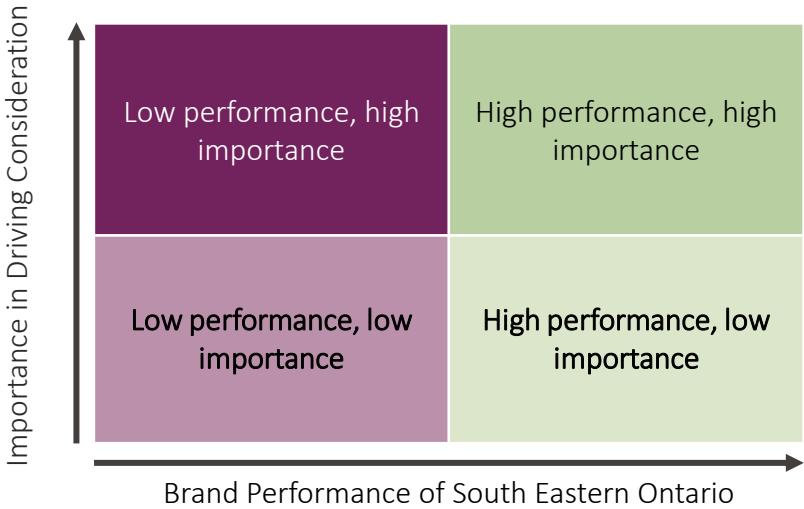 Importance in Driving Consideration
Low performance, high
importance
High performance, high
importance
Low performance, low
importance
High performance, low
importance
Brand Performance of South Eastern Ontario